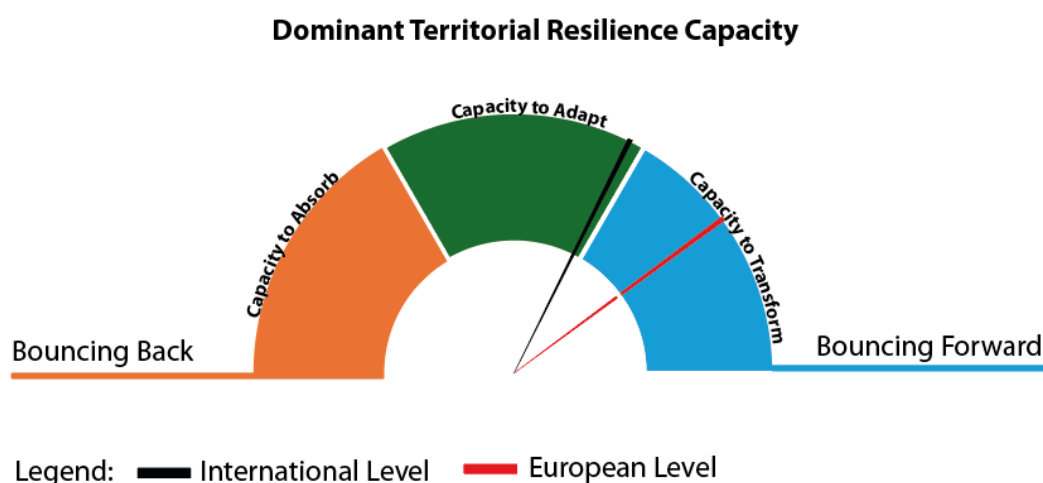 Dominant Territorial Resilience Capacity
Capacity to Adapt
Capacity to Absorb
Capacity to Transform
Bouncing Back
Bouncing Forward
Legend: International Level European Level